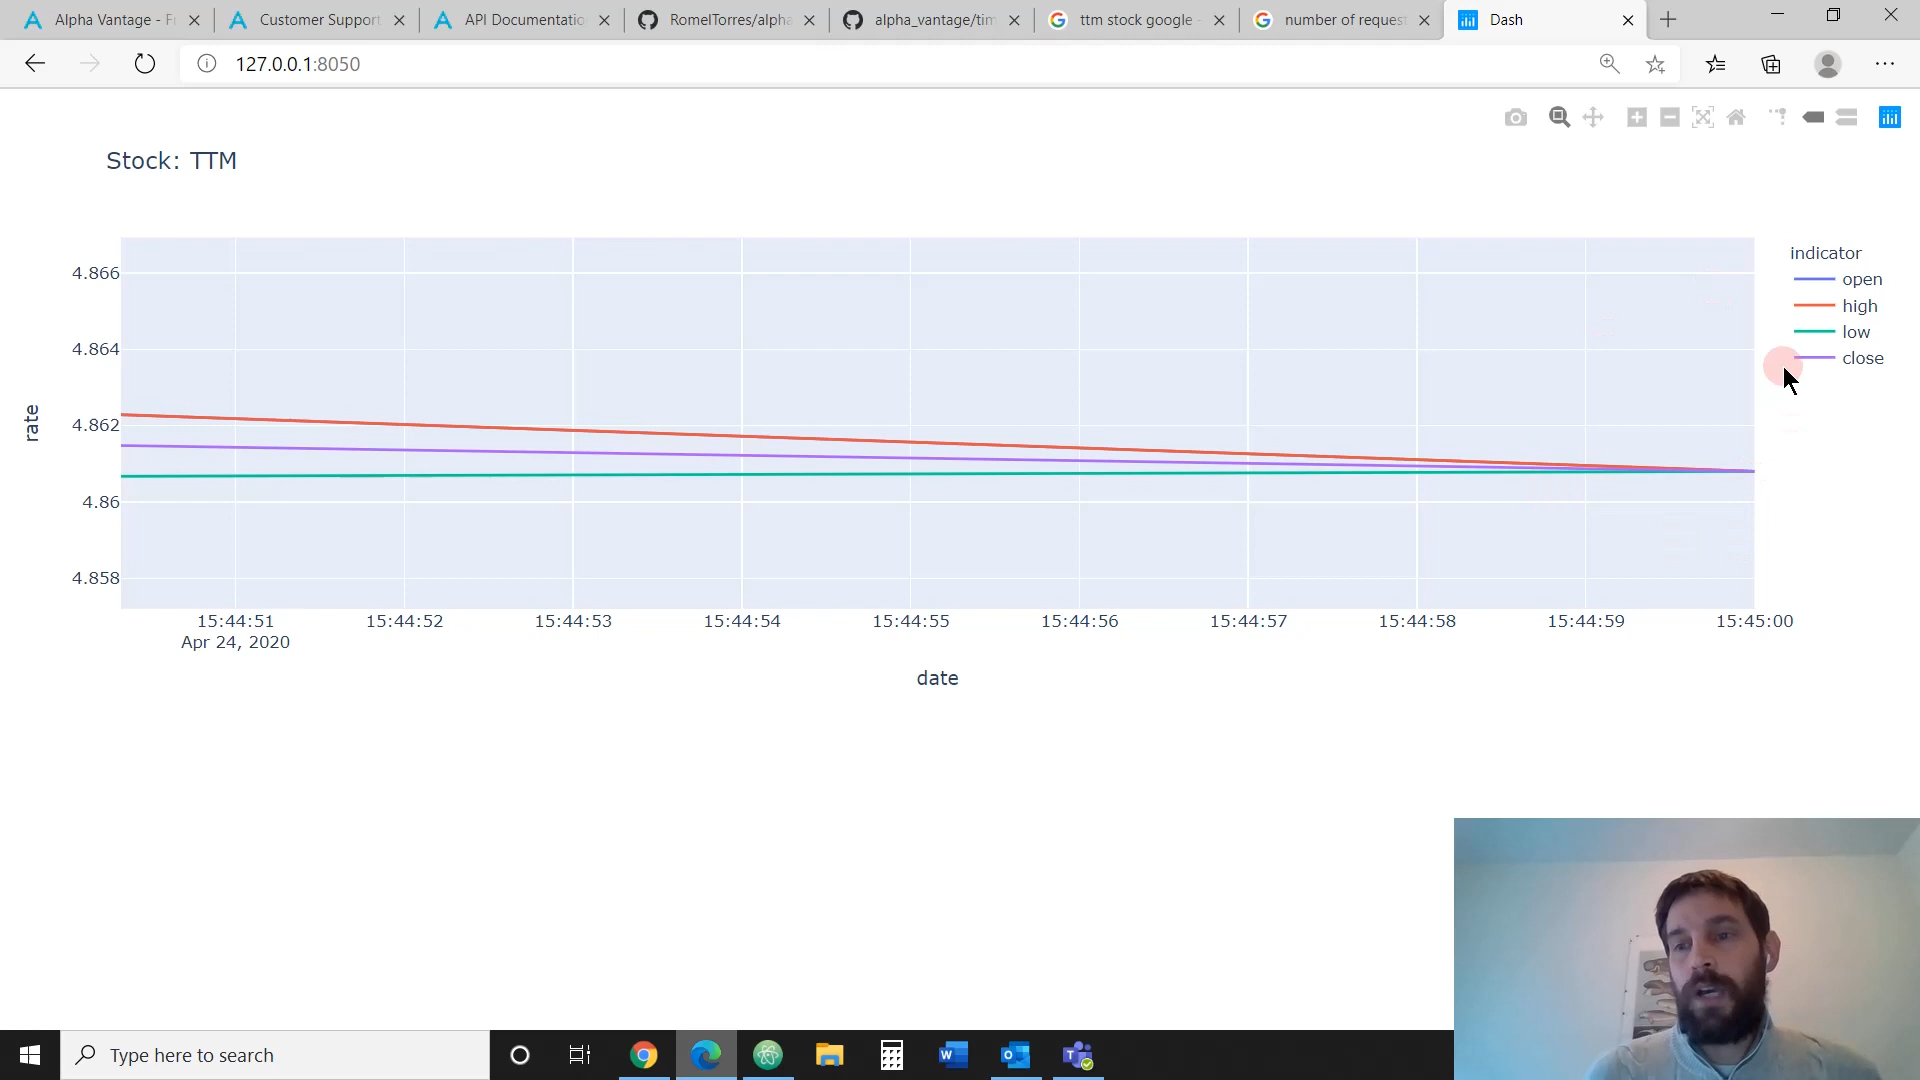 Alpha Vantage - F
Customer Support
API Documentatio
RomelTorres/alpha
alpha_vantage/tim
ttm stock google -
number of request
Dash
127.0.0.1:8050
Stock: TTM
indicator
open
high
low
close
rate
4.866
4.864
4.862
4.86
4.858
15:44:51
15:44:52
15:44:53
15:44:54
15:44:55
15:44:56
15:44:57
15:44:58
15:44:59
15:45:00
Apr 24, 2020
date
Type here to search